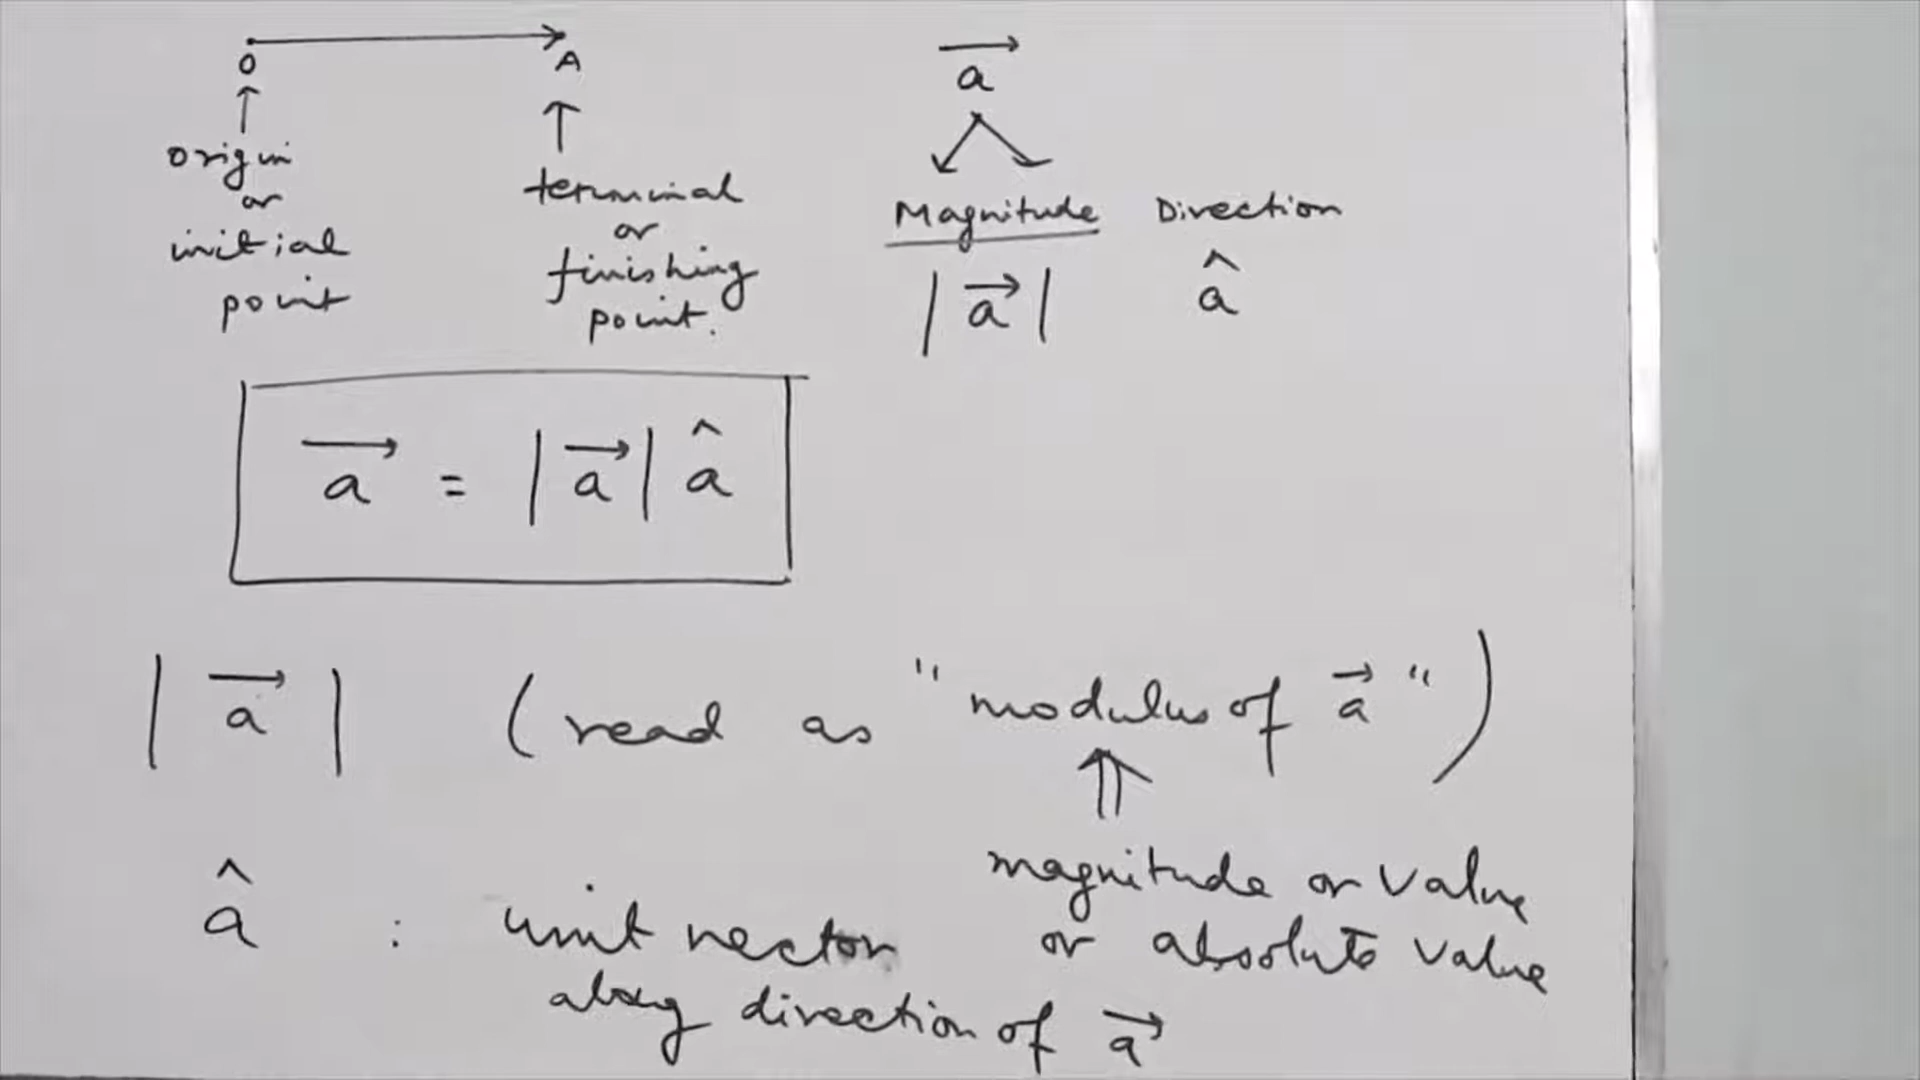 O A
↑ ↑
origin
or
initial
point
terminal
or
finishing
point.
→a
Magnitude Direction
|→a| â
→a = |→a| â
|→a| (read as "modulus of →a")
⇑
magnitude or value
or absolute value
â : unit vector
along direction of →a